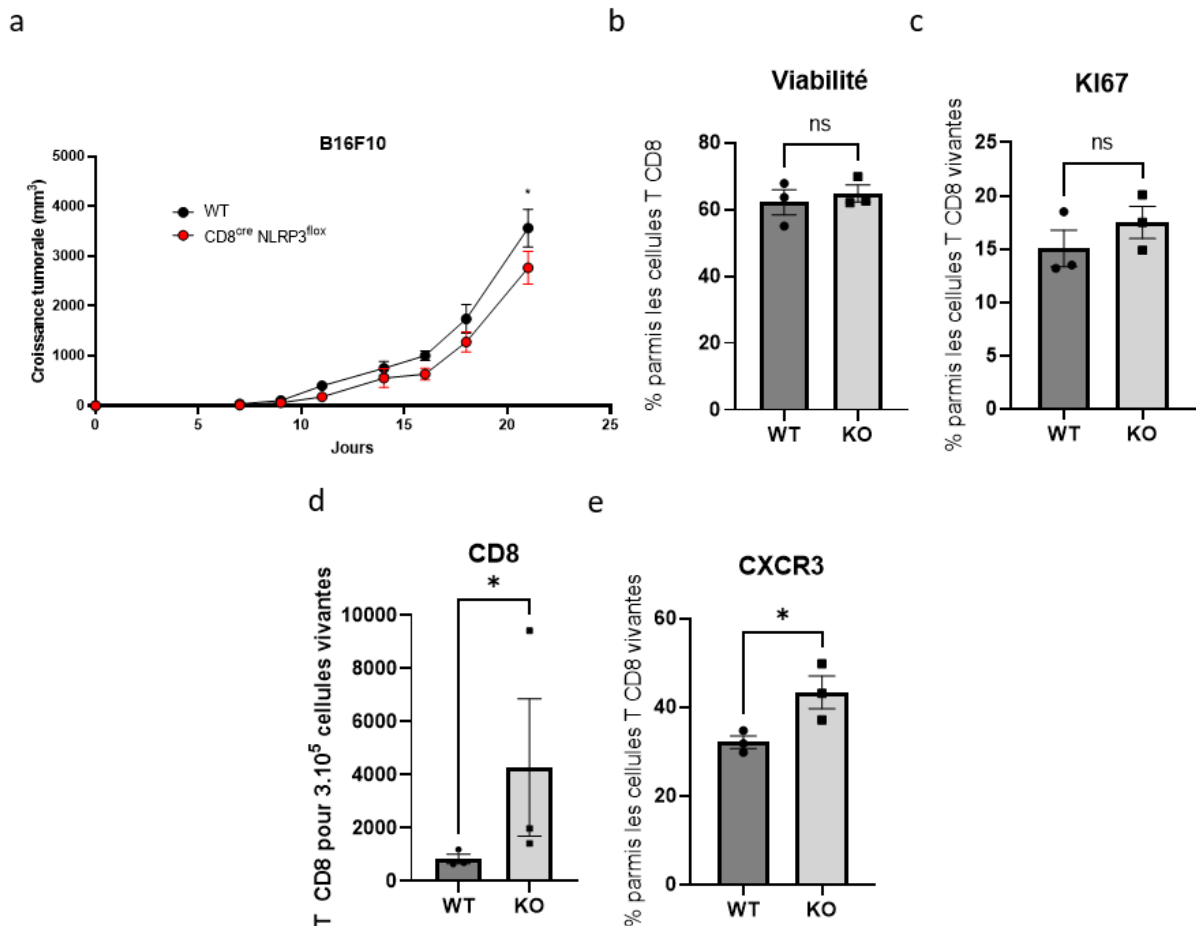 a
B16F10
Croissance tumorale (mm³)
5000
4000
3000
2000
1000
0
WT
CD8cre NLRP3flox
*
0
5
10
15
20
25
Jours
b
Viabilité
ns
% parmis les cellules T CD8
80
60
40
20
0
WT
KO
c
KI67
ns
% parmis les cellules T CD8 vivantes
25
20
15
10
5
0
WT
KO
d
CD8
*
T CD8 pour 3.10⁵ cellules vivantes
10000
8000
6000
4000
2000
0
WT
KO
e
CXCR3
*
% parmis les cellules T CD8 vivantes
60
40
20
0
WT
KO